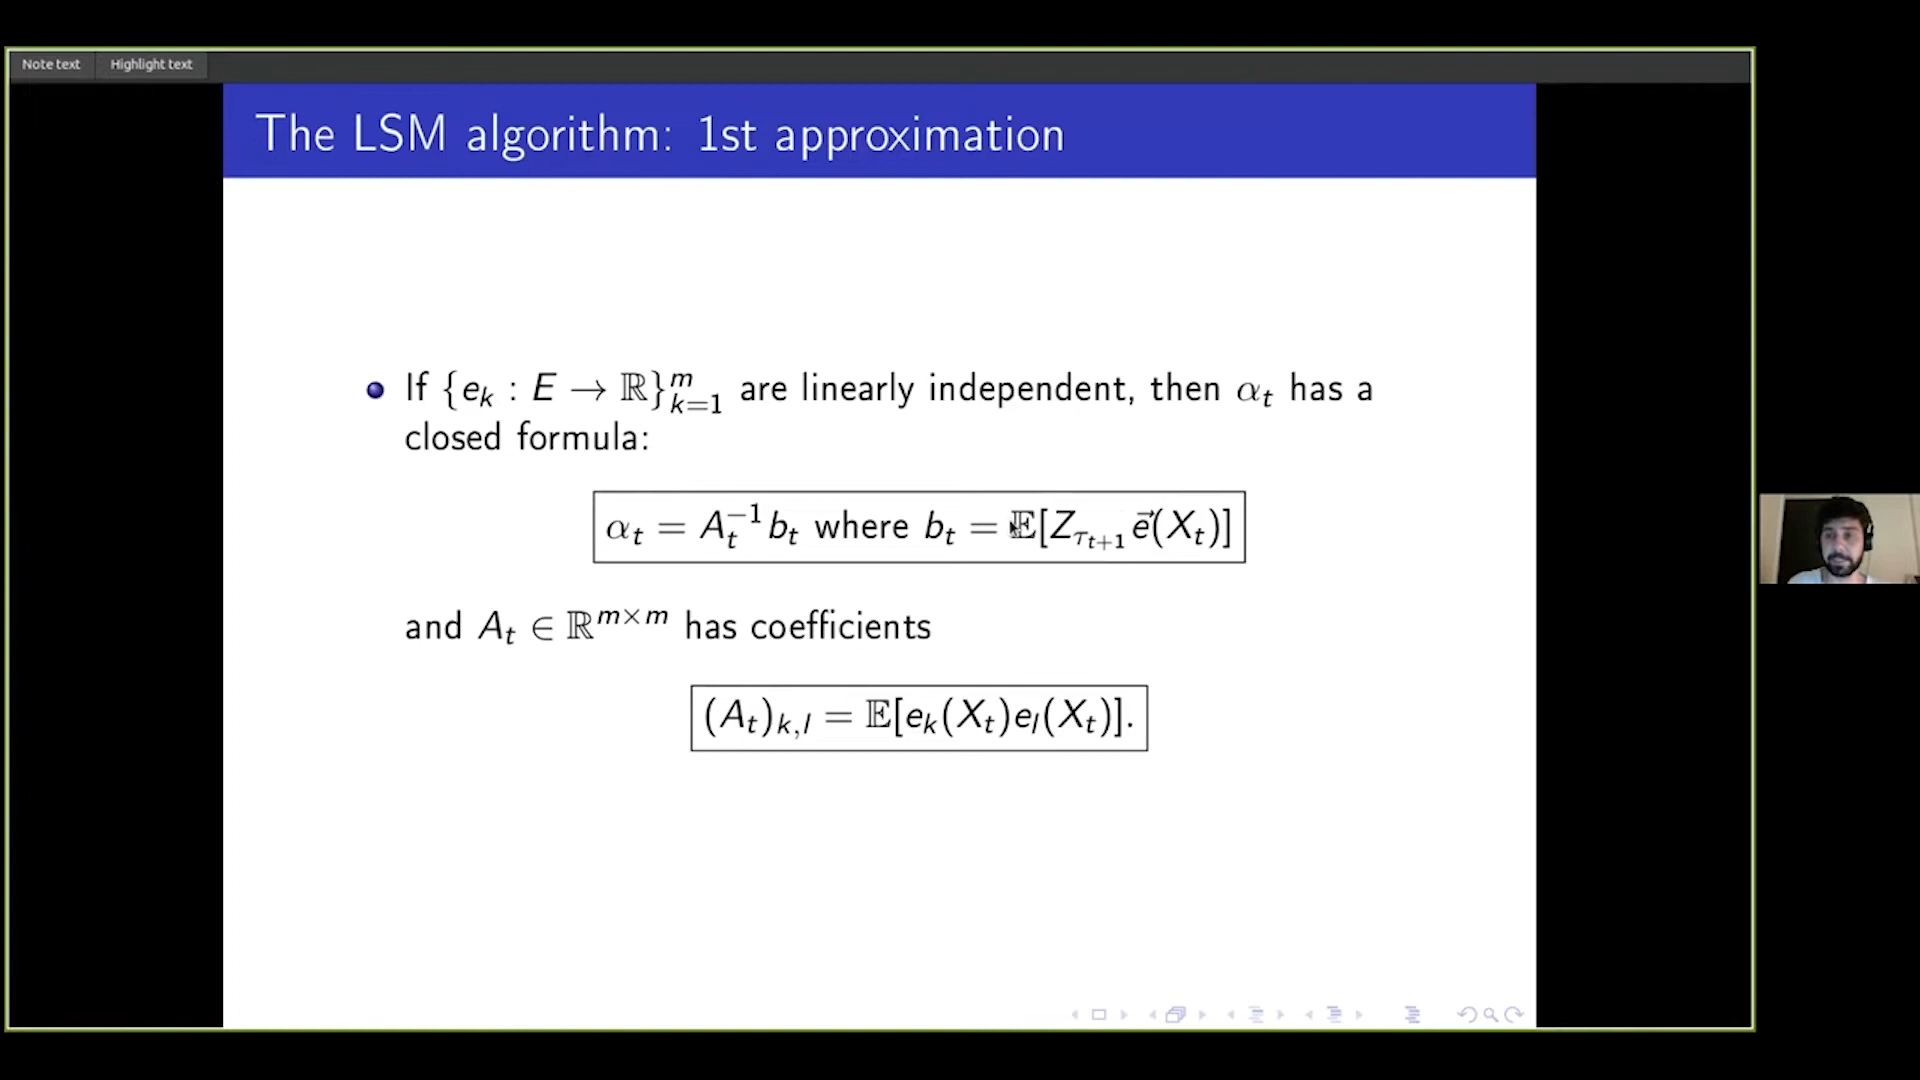 Note text
Highlight text
The LSM algorithm: 1st approximation
If {e_k : E → ℝ}_{k=1}^m are linearly independent, then α_t has a
closed formula:
α_t = A_t^{-1} b_t where b_t = 𝔼[Z_{τ_{t+1}} e⃗(X_t)]
and A_t ∈ ℝ^{m×m} has coefficients
(A_t)_{k,l} = 𝔼[e_k(X_t)e_l(X_t)].